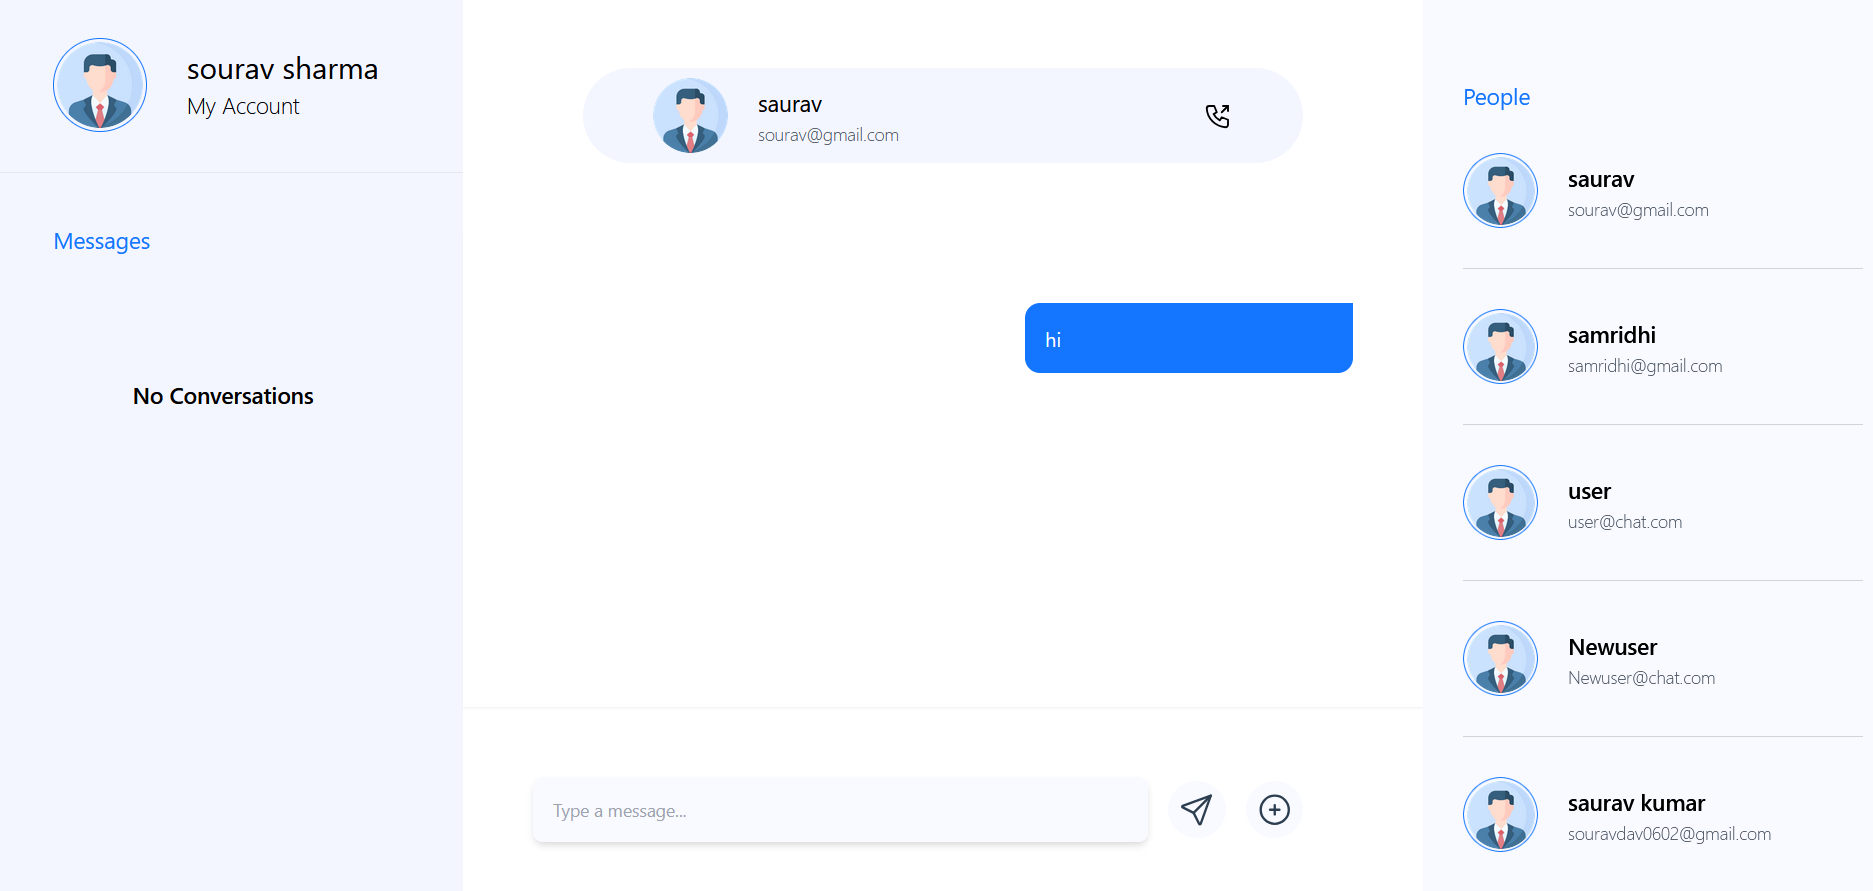 sourav sharma
My Account
Messages
No Conversations
saurav
sourav@gmail.com
hi
Type a message...
People
saurav
sourav@gmail.com
samridhi
samridhi@gmail.com
user
user@chat.com
Newuser
Newuser@chat.com
saurav kumar
souravdav0602@gmail.com